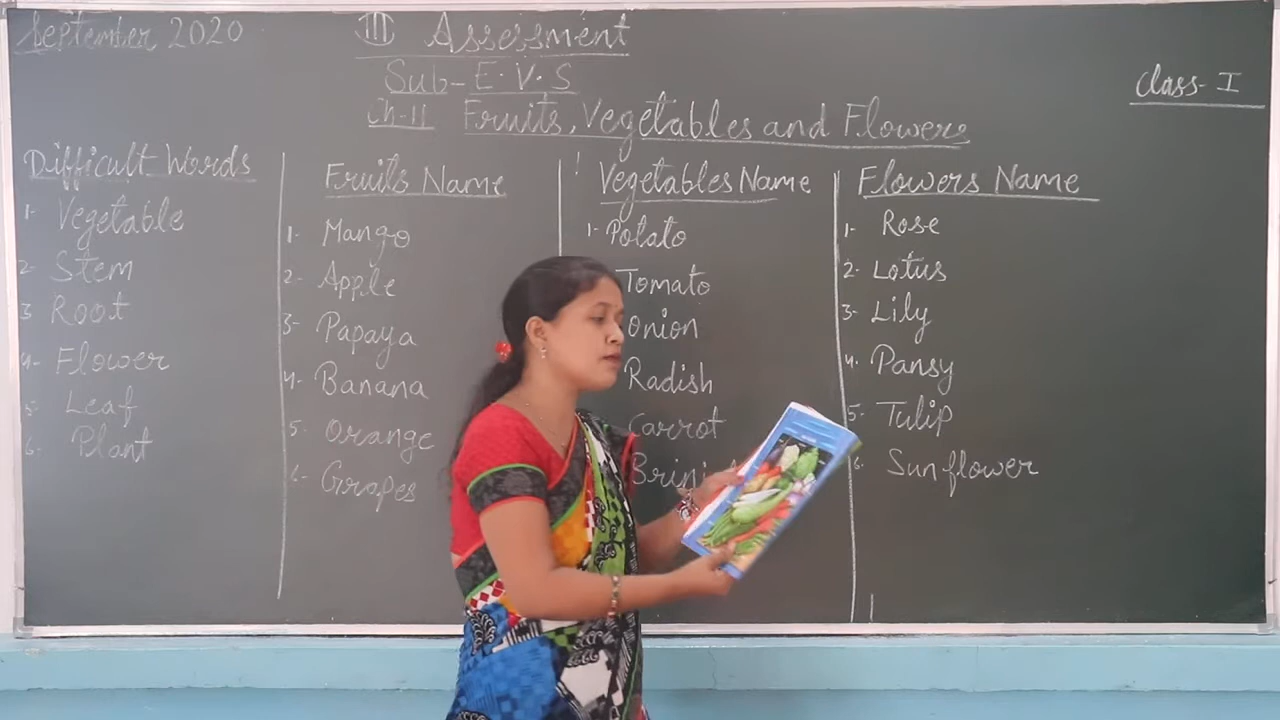 September 2020
III Assessment
Sub - E.V.S
Class - I
Ch-11 Fruits, Vegetables and Flowers
Difficult Words
1- Vegetable
2- Stem
3 Root
4- Flower
5- Leaf
6- Plant
Fruits Name
1- Mango
2- Apple
3- Papaya
4- Banana
5- Orange
6- Grapes
Vegetables Name
1- Potato
Tomato
Onion
Radish
Carrot
Flowers Name
1- Rose
2- Lotus
3- Lily
4- Pansy
5- Tulip
6- Sunflower